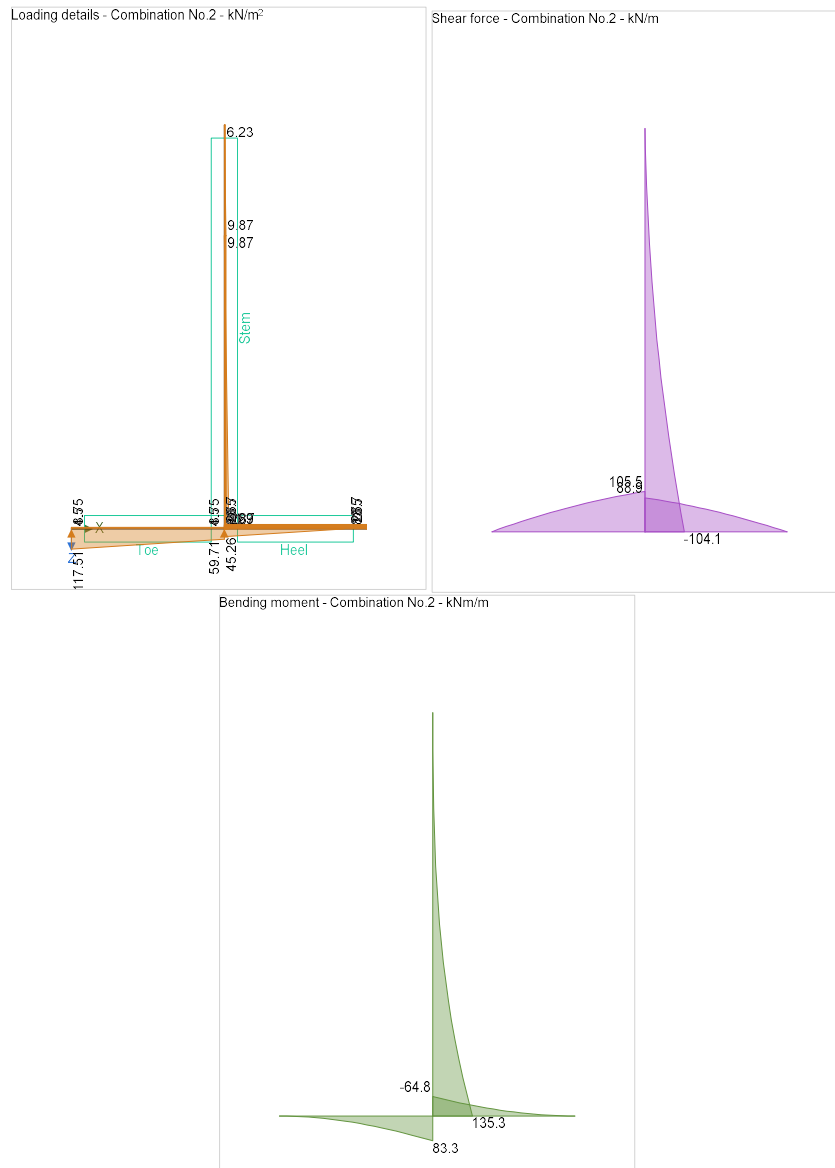 Loading details - Combination No.2 - kN/m²
6.23
9.87
9.87
Stem
X
Toe
Heel
117.51
59.71
45.26
Shear force - Combination No.2 - kN/m
105.5
88.9
-104.1
Bending moment - Combination No.2 - kNm/m
-64.8
135.3
83.3